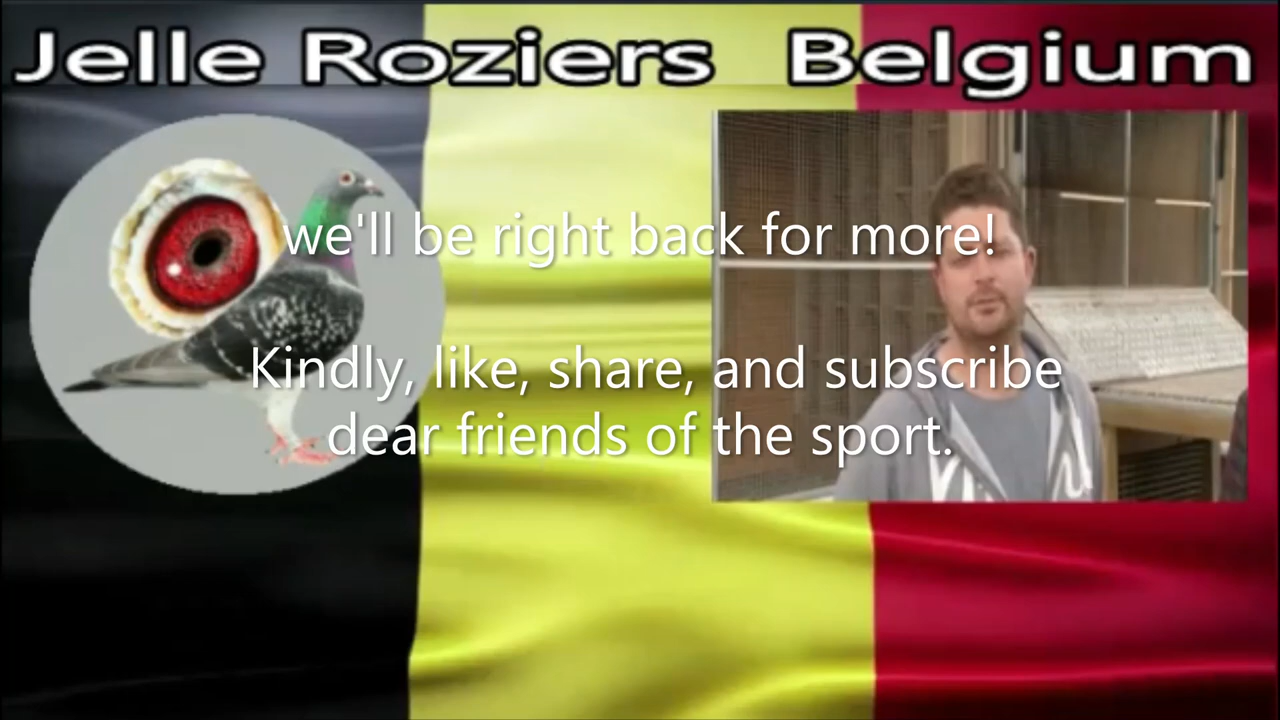 Jelle Roziers Belgium
we'll be right back for more!
Kindly, like, share, and subscribe
dear friends of the sport.